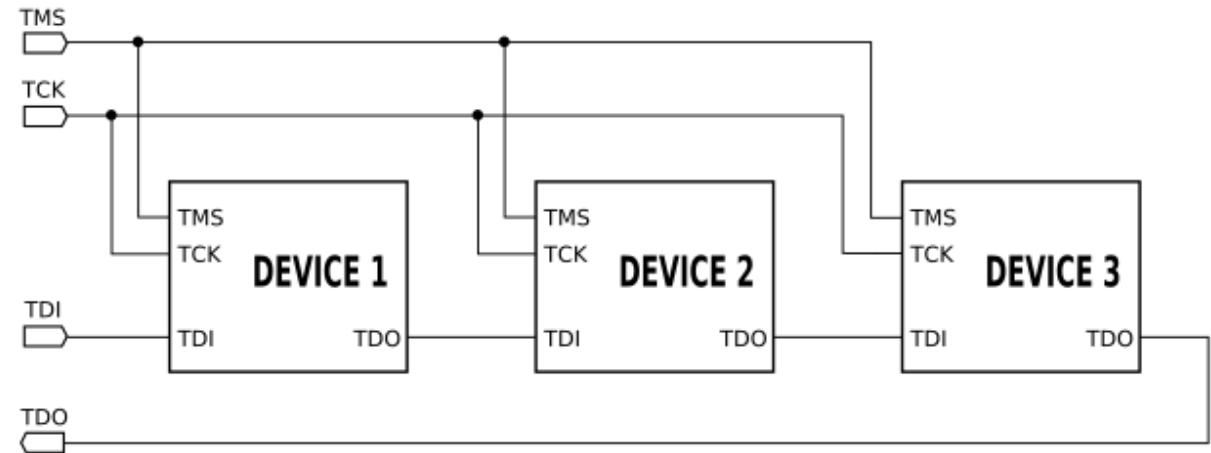 TMS
TCK
TMS
TCK
DEVICE 1
TDI
TDO
TMS
TCK
DEVICE 2
TDI
TDO
TMS
TCK
DEVICE 3
TDI
TDO
TDI
TDO